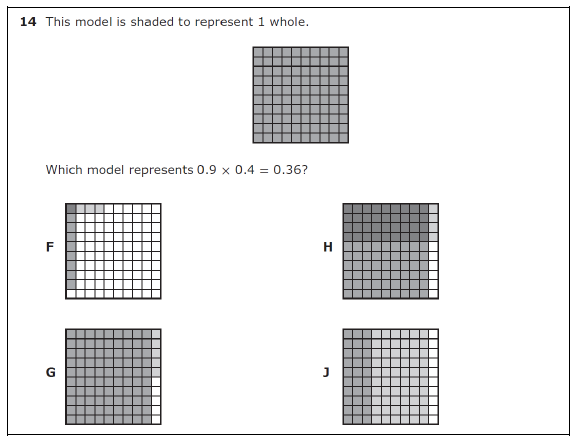 14 This model is shaded to represent 1 whole.
Which model represents 0.9 × 0.4 = 0.36?
F
H
G
J